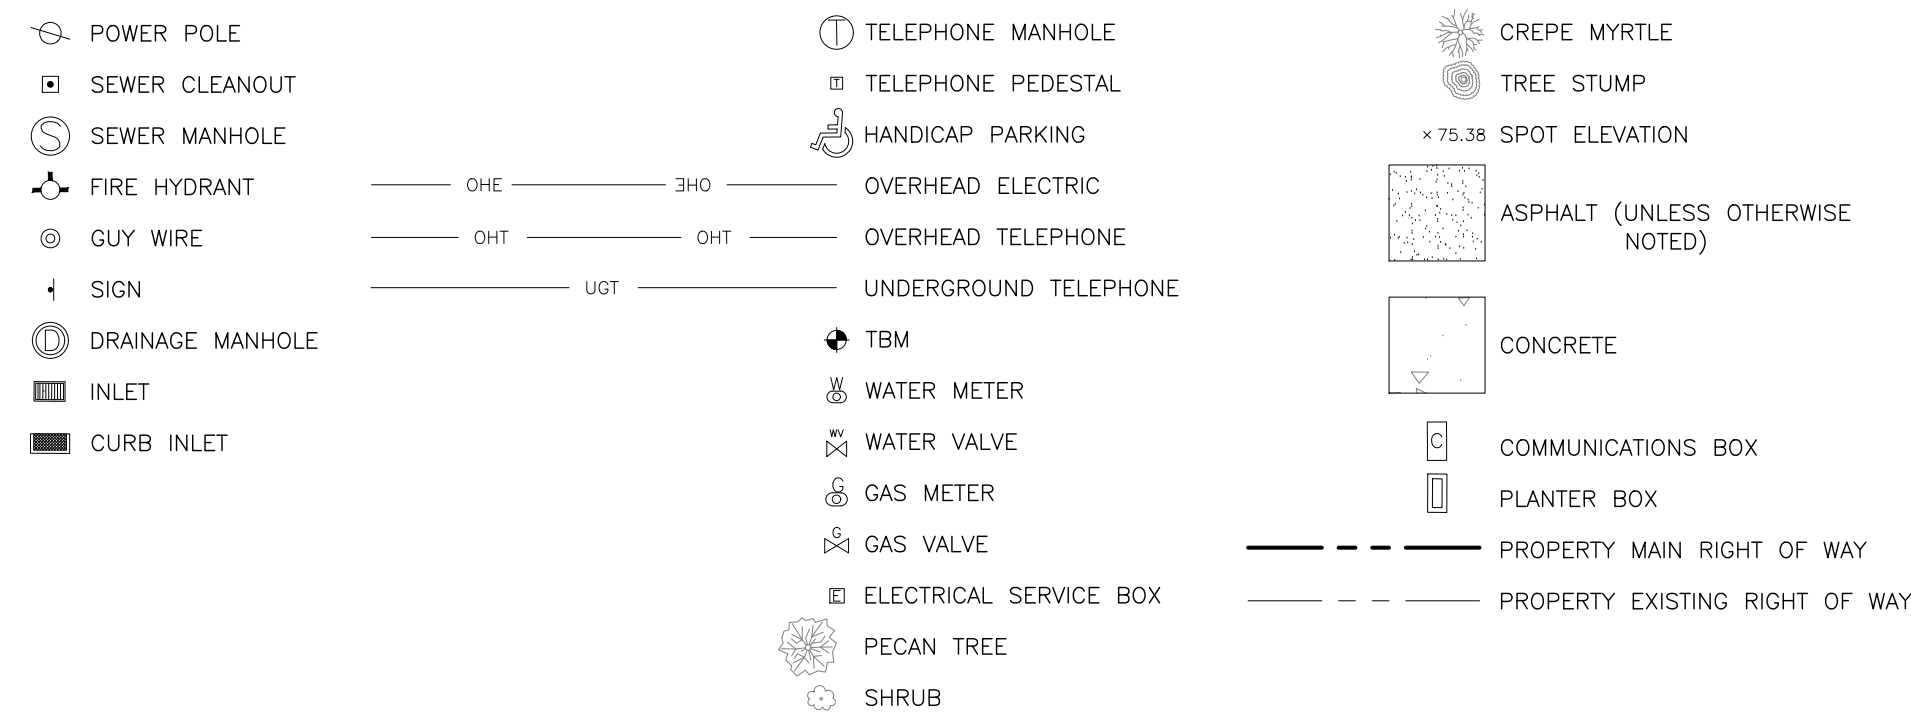 POWER POLE
SEWER CLEANOUT
S SEWER MANHOLE
FIRE HYDRANT
GUY WIRE
SIGN
D DRAINAGE MANHOLE
INLET
CURB INLET
T TELEPHONE MANHOLE
T TELEPHONE PEDESTAL
HANDICAP PARKING
OHE OHE OVERHEAD ELECTRIC
OHT OHT OVERHEAD TELEPHONE
UGT UNDERGROUND TELEPHONE
TBM
W WATER METER
WV WATER VALVE
G GAS METER
G GAS VALVE
E ELECTRICAL SERVICE BOX
PECAN TREE
SHRUB
CREPE MYRTLE
TREE STUMP
× 75.38 SPOT ELEVATION
ASPHALT (UNLESS OTHERWISE
NOTED)
CONCRETE
C COMMUNICATIONS BOX
PLANTER BOX
PROPERTY MAIN RIGHT OF WAY
PROPERTY EXISTING RIGHT OF WAY